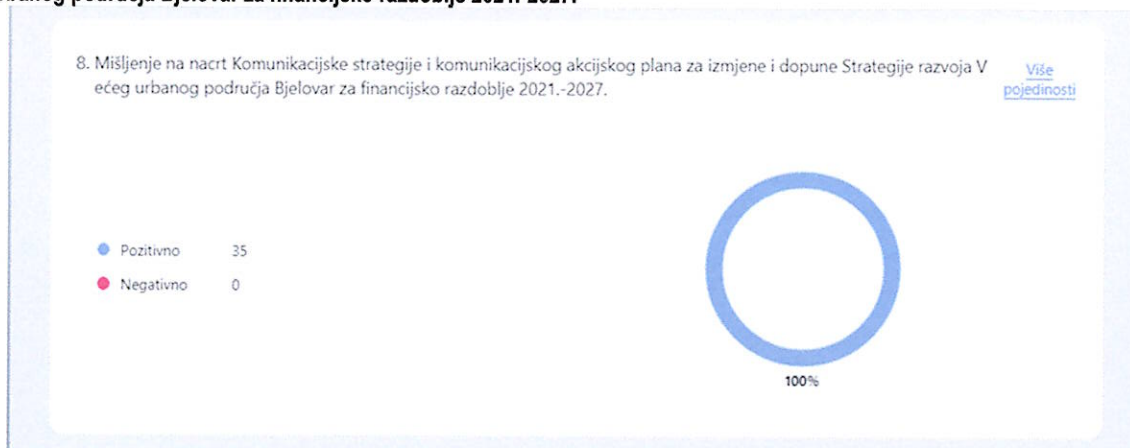 8. Mišljenje na nacrt Komunikacijske strategije i komunikacijskog akcijskog plana za izmjene i dopune Strategije razvoja V
ećeg urbanog područja Bjelovar za financijsko razdoblje 2021.-2027.
Više
pojedinosti
Pozitivno 35
Negativno 0
100%